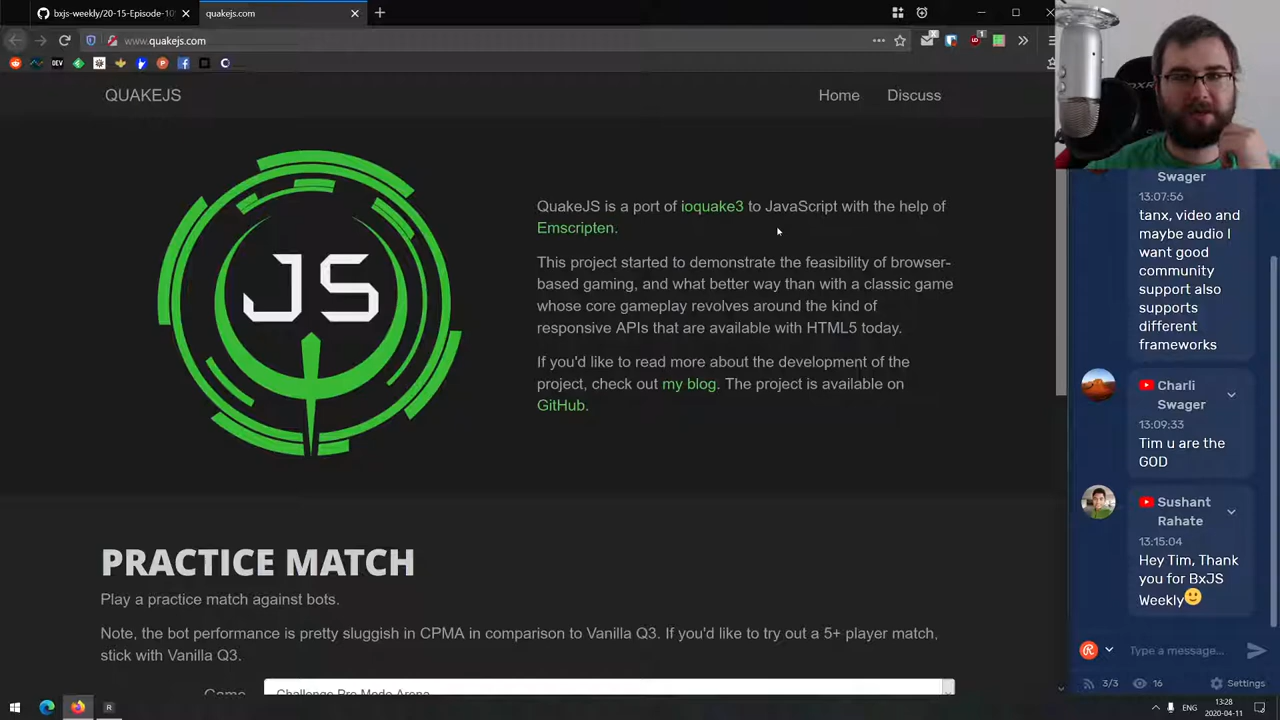 bxjs-weekly/20-15-Episode-10
quakejs.com
www.quakejs.com
QUAKEJS
Home
Discuss
JS
QuakeJS is a port of ioquake3 to JavaScript with the help of
Emscripten.
This project started to demonstrate the feasibility of browser-
based gaming, and what better way than with a classic game
whose core gameplay revolves around the kind of
responsive APIs that are available with HTML5 today.
If you'd like to read more about the development of the
project, check out my blog. The project is available on
GitHub.
PRACTICE MATCH
Play a practice match against bots.
Note, the bot performance is pretty sluggish in CPMA in comparison to Vanilla Q3. If you'd like to try out a 5+ player match,
stick with Vanilla Q3.
Game
Challenge Pro Mode Arena
Swager
13:07:56
tanx, video and
maybe audio I
want good
community
support also
supports
different
frameworks
Charli
Swager
13:09:33
Tim u are the
GOD
Sushant
Rahate
13:15:04
Hey Tim, Thank
you for BxJS
Weekly
Type a message...
3/3
16
Settings
ENG
13:28
2020-04-11